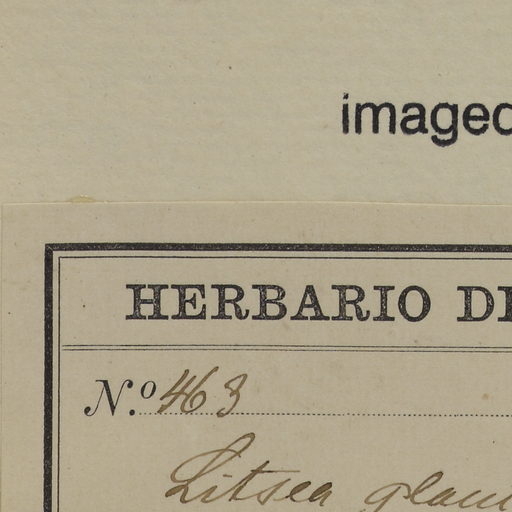 imaged
HERBARIO DE
N.º 463
Litsea glau